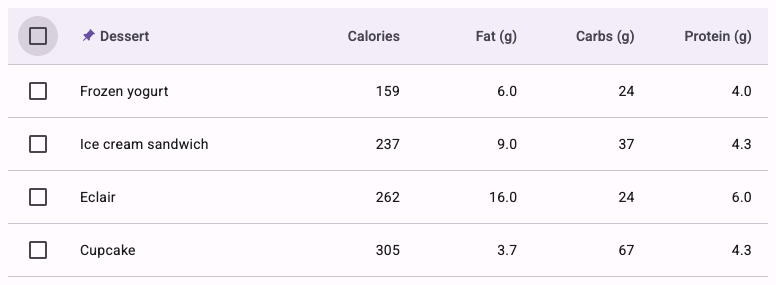 Dessert Calories Fat (g) Carbs (g) Protein (g)
Frozen yogurt 159 6.0 24 4.0
Ice cream sandwich 237 9.0 37 4.3
Eclair 262 16.0 24 6.0
Cupcake 305 3.7 67 4.3